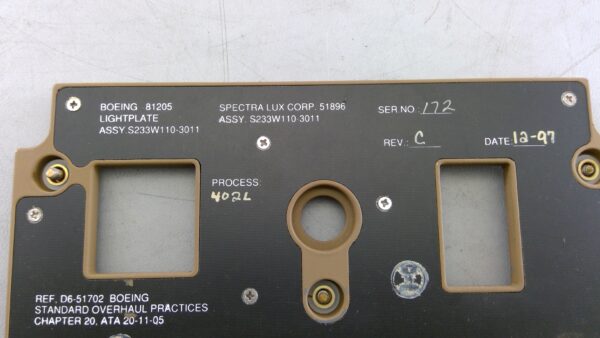 BOEING 81205
LIGHTPLATE
ASSY. S233W110-3011
SPECTRA LUX CORP. 51896
ASSY. S233W110-3011
SER NO.: 172
REV.: C
DATE: 12-97
PROCESS:
402L
REF. D6-51702 BOEING
STANDARD OVERHAUL PRACTICES
CHAPTER 20, ATA 20-11-05